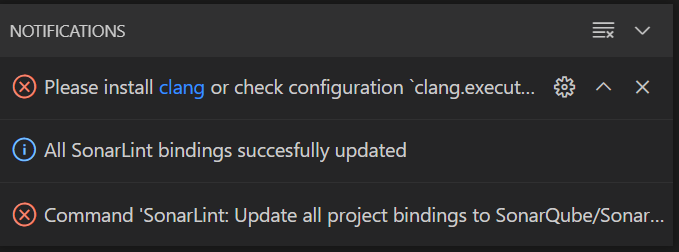 NOTIFICATIONS
Please install clang or check configuration `clang.execut...
All SonarLint bindings succesfully updated
Command 'SonarLint: Update all project bindings to SonarQube/Sonar...